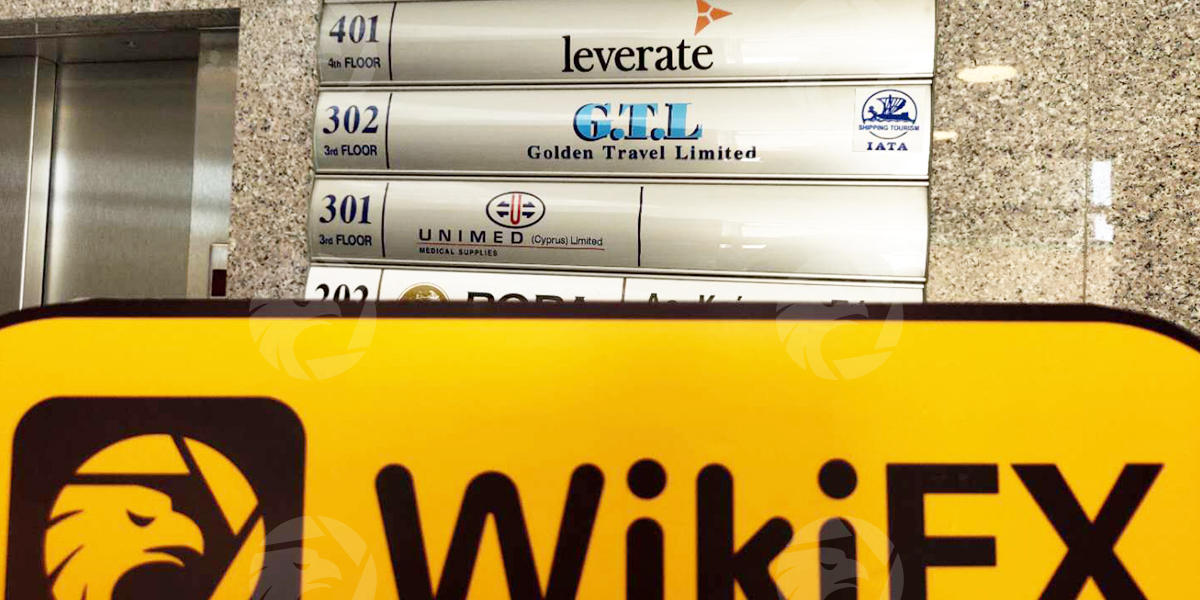 401
4th FLOOR
leverate
302
3rd FLOOR
G.T.L
Golden Travel Limited
SHIPPING TOURISM
IATA
301
3rd FLOOR
UNIMED (Cyprus) Limited
MEDICAL SUPPLIES
202
WikiFX